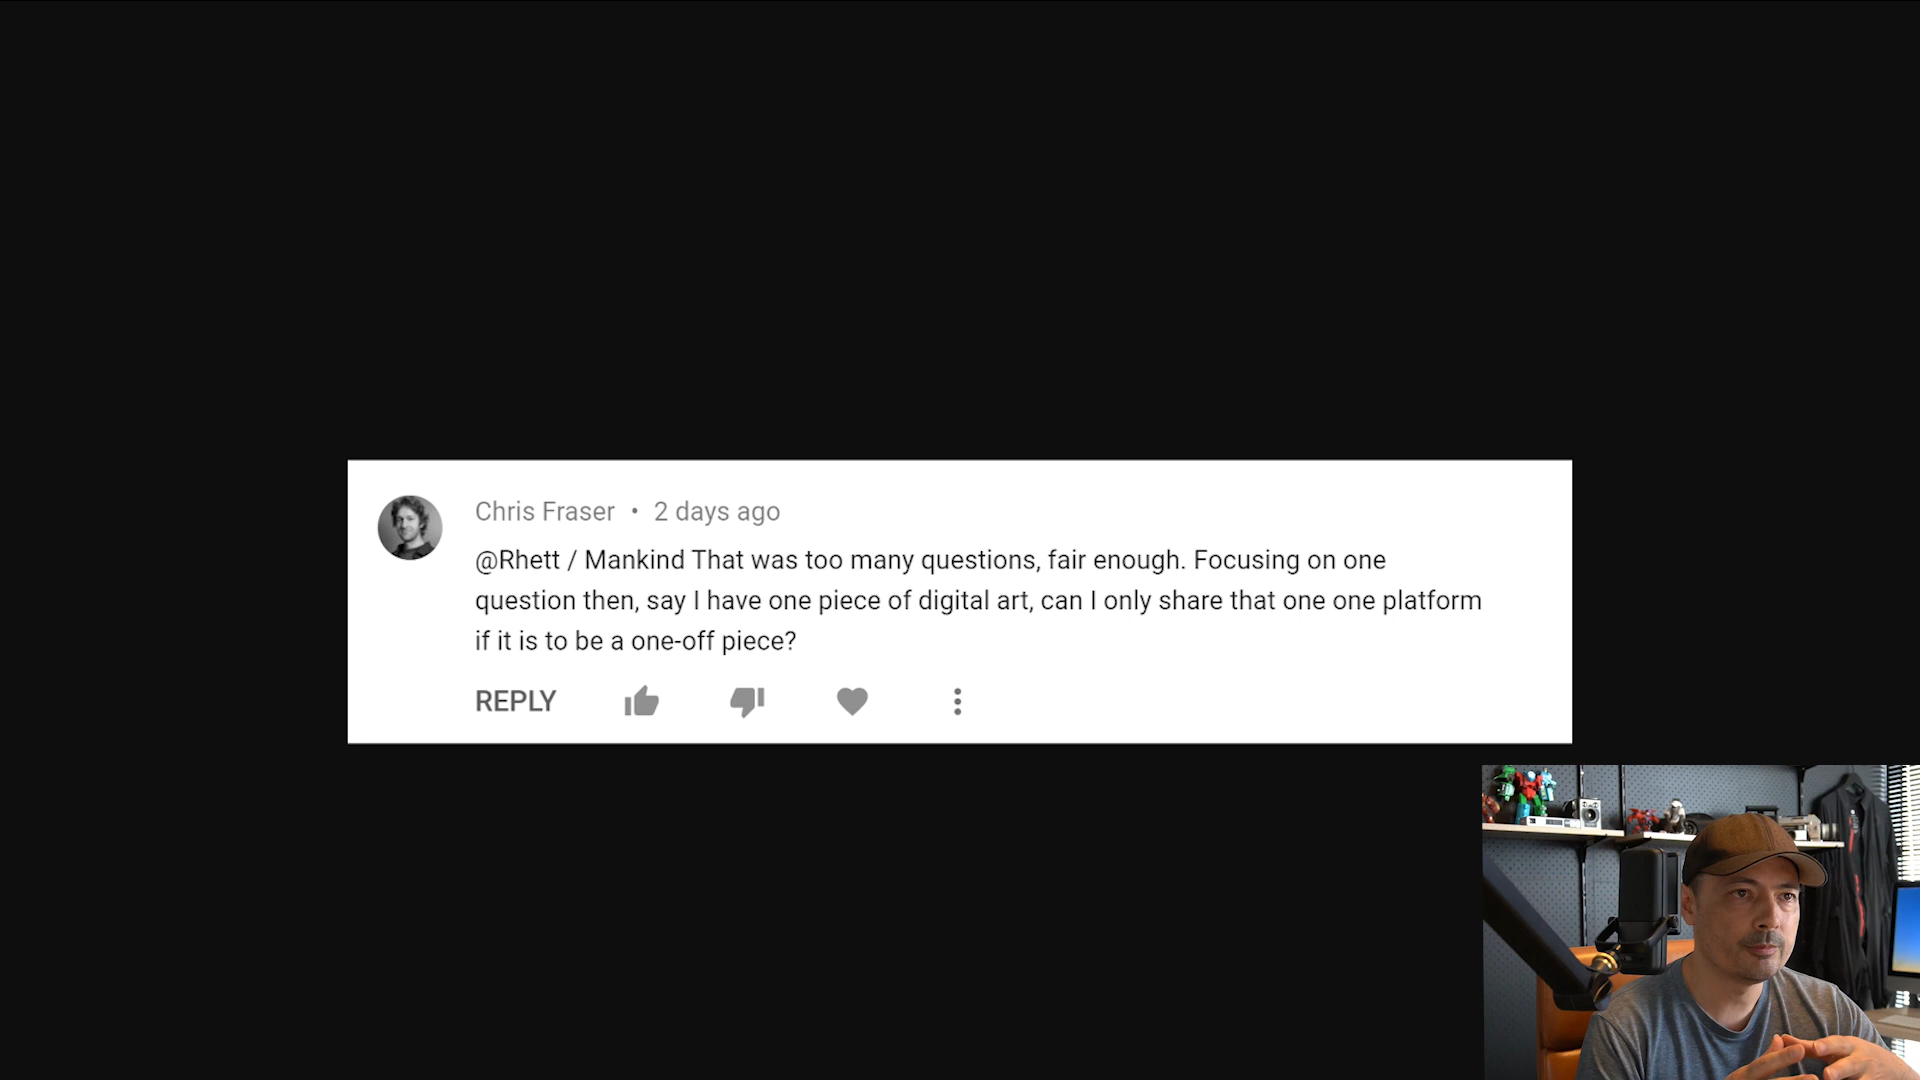 Chris Fraser • 2 days ago
@Rhett / Mankind That was too many questions, fair enough. Focusing on one
question then, say I have one piece of digital art, can I only share that one one platform
if it is to be a one-off piece?
REPLY